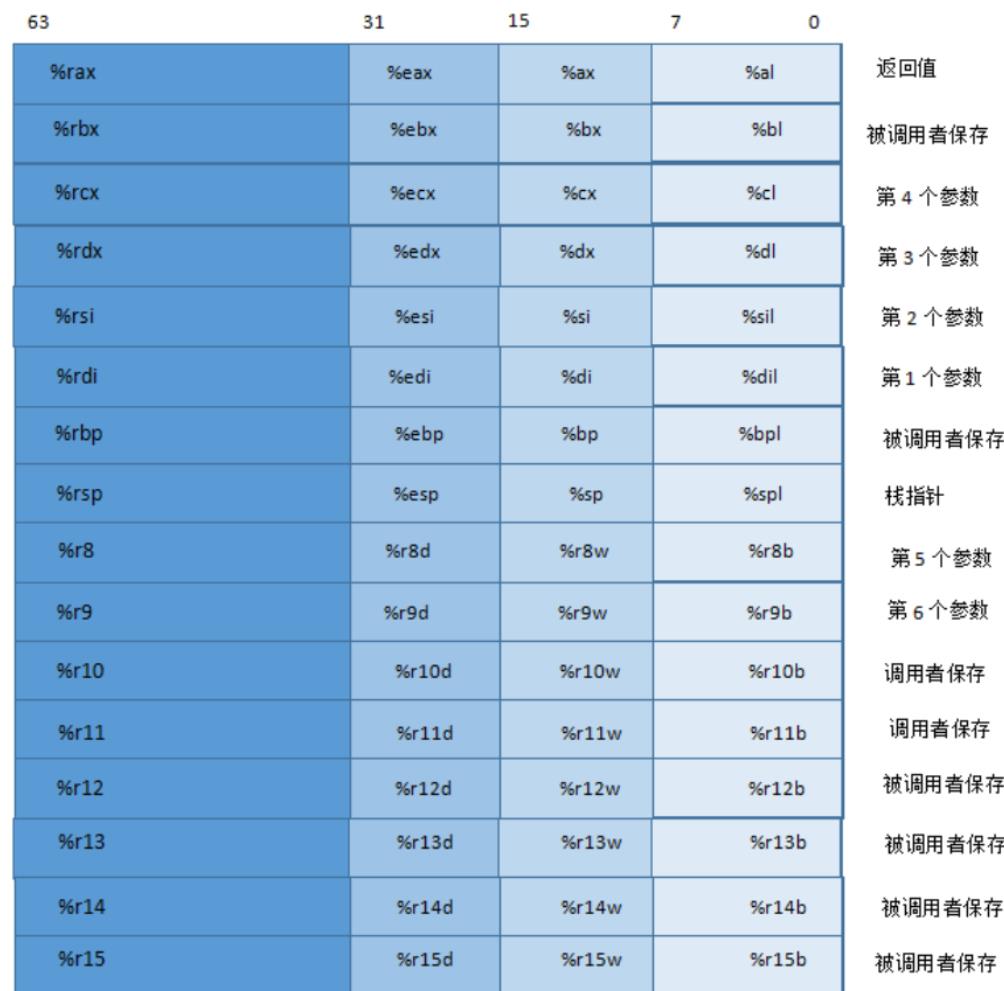 63 31 15 7 0
%rax %eax %ax %al 返回值
%rbx %ebx %bx %bl 被调用者保存
%rcx %ecx %cx %cl 第 4 个参数
%rdx %edx %dx %dl 第 3 个参数
%rsi %esi %si %sil 第 2 个参数
%rdi %edi %di %dil 第 1 个参数
%rbp %ebp %bp %bpl 被调用者保存
%rsp %esp %sp %spl 栈指针
%r8 %r8d %r8w %r8b 第 5 个参数
%r9 %r9d %r9w %r9b 第 6 个参数
%r10 %r10d %r10w %r10b 调用者保存
%r11 %r11d %r11w %r11b 调用者保存
%r12 %r12d %r12w %r12b 被调用者保存
%r13 %r13d %r13w %r13b 被调用者保存
%r14 %r14d %r14w %r14b 被调用者保存
%r15 %r15d %r15w %r15b 被调用者保存